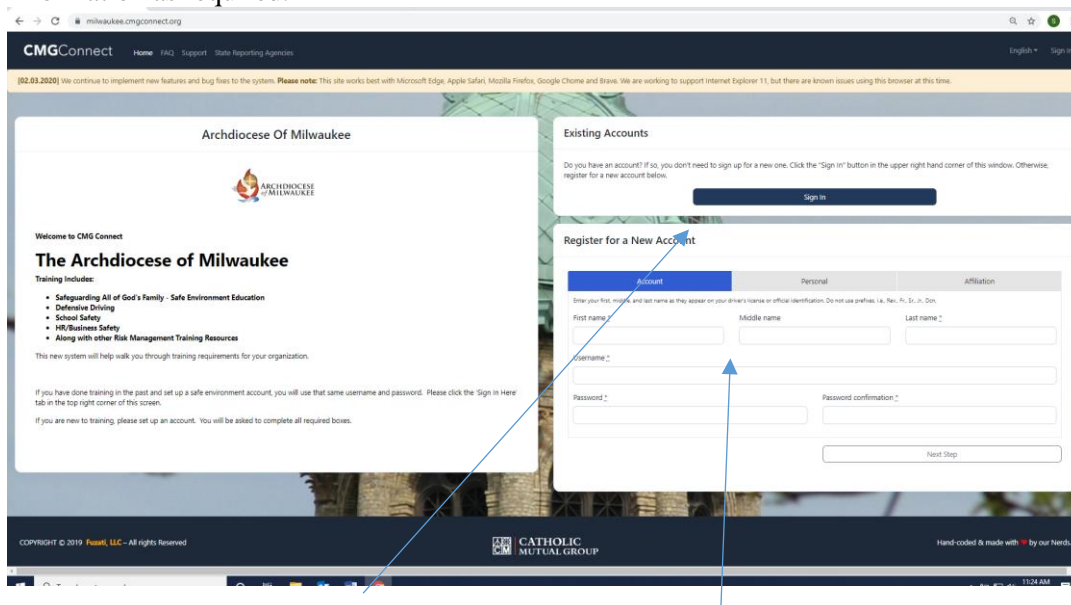 milwaukee.cmgconnect.org
CMGConnect Home FAQ Support State Reporting Agencies English Sign In
[02.03.2020] We continue to implement new features and bug fixes to the system. Please note: This site works best with Microsoft Edge, Apple Safari, Mozilla Firefox, Google Chome and Brave. We are working to support Internet Explorer 11, but there are known issues using this browser at this time.
Archdiocese Of Milwaukee
ARCHDIOCESE
of MILWAUKEE
Welcome to CMG Connect
The Archdiocese of Milwaukee
Training Includes:
• Safeguarding All of God's Family - Safe Environment Education
• Defensive Driving
• School Safety
• HR/Business Safety
• Along with other Risk Management Training Resources
This new system will help walk you through training requirements for your organization.
If you have done training in the past and set up a safe environment account, you will use that same username and password. Please click the 'Sign In Here'
tab in the top right corner of this screen.
If you are new to training, please set up an account. You will be asked to complete all required boxes.
Existing Accounts
Do you have an account? If so, you don't need to sign up for a new one. Click the "Sign In" button in the upper right hand corner of this window. Otherwise,
register for a new account below.
Sign In
Register for a New Account
Account Personal Affiliation
Enter your first, middle, and last name as they appear on your driver's license or official identification. Do not use prefixes, i.e., Rev., Fr., Sr., Jr., Dcn.
First name * Middle name Last name *
Username *
Password * Password confirmation *
Next Step
COPYRIGHT © 2019 Fuzati, LLC – All rights Reserved
CATHOLIC
MUTUAL GROUP
Hand-coded & made with ❤ by our Nerds.
11:24 AM